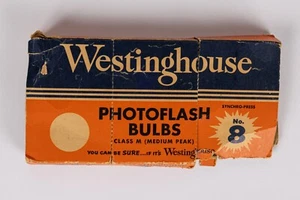 Westinghouse
SYNCHRO-PRESS
PHOTOFLASH
BULBS
No.
8
CLASS M (MEDIUM PEAK)
YOU CAN BE SURE...IF IT'S Westinghouse